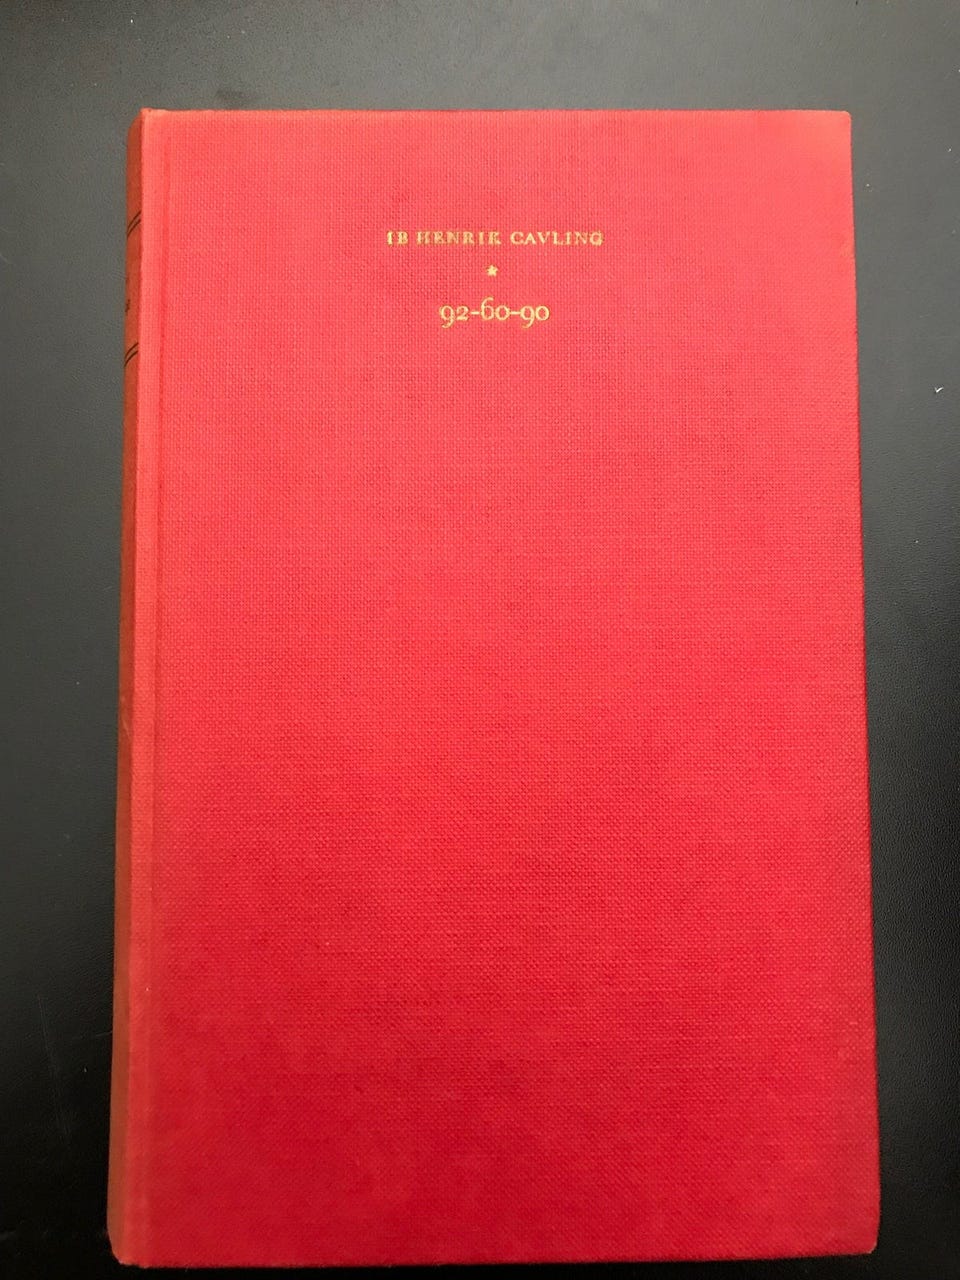 IB HENRIK CAVLING
★
92-60-90